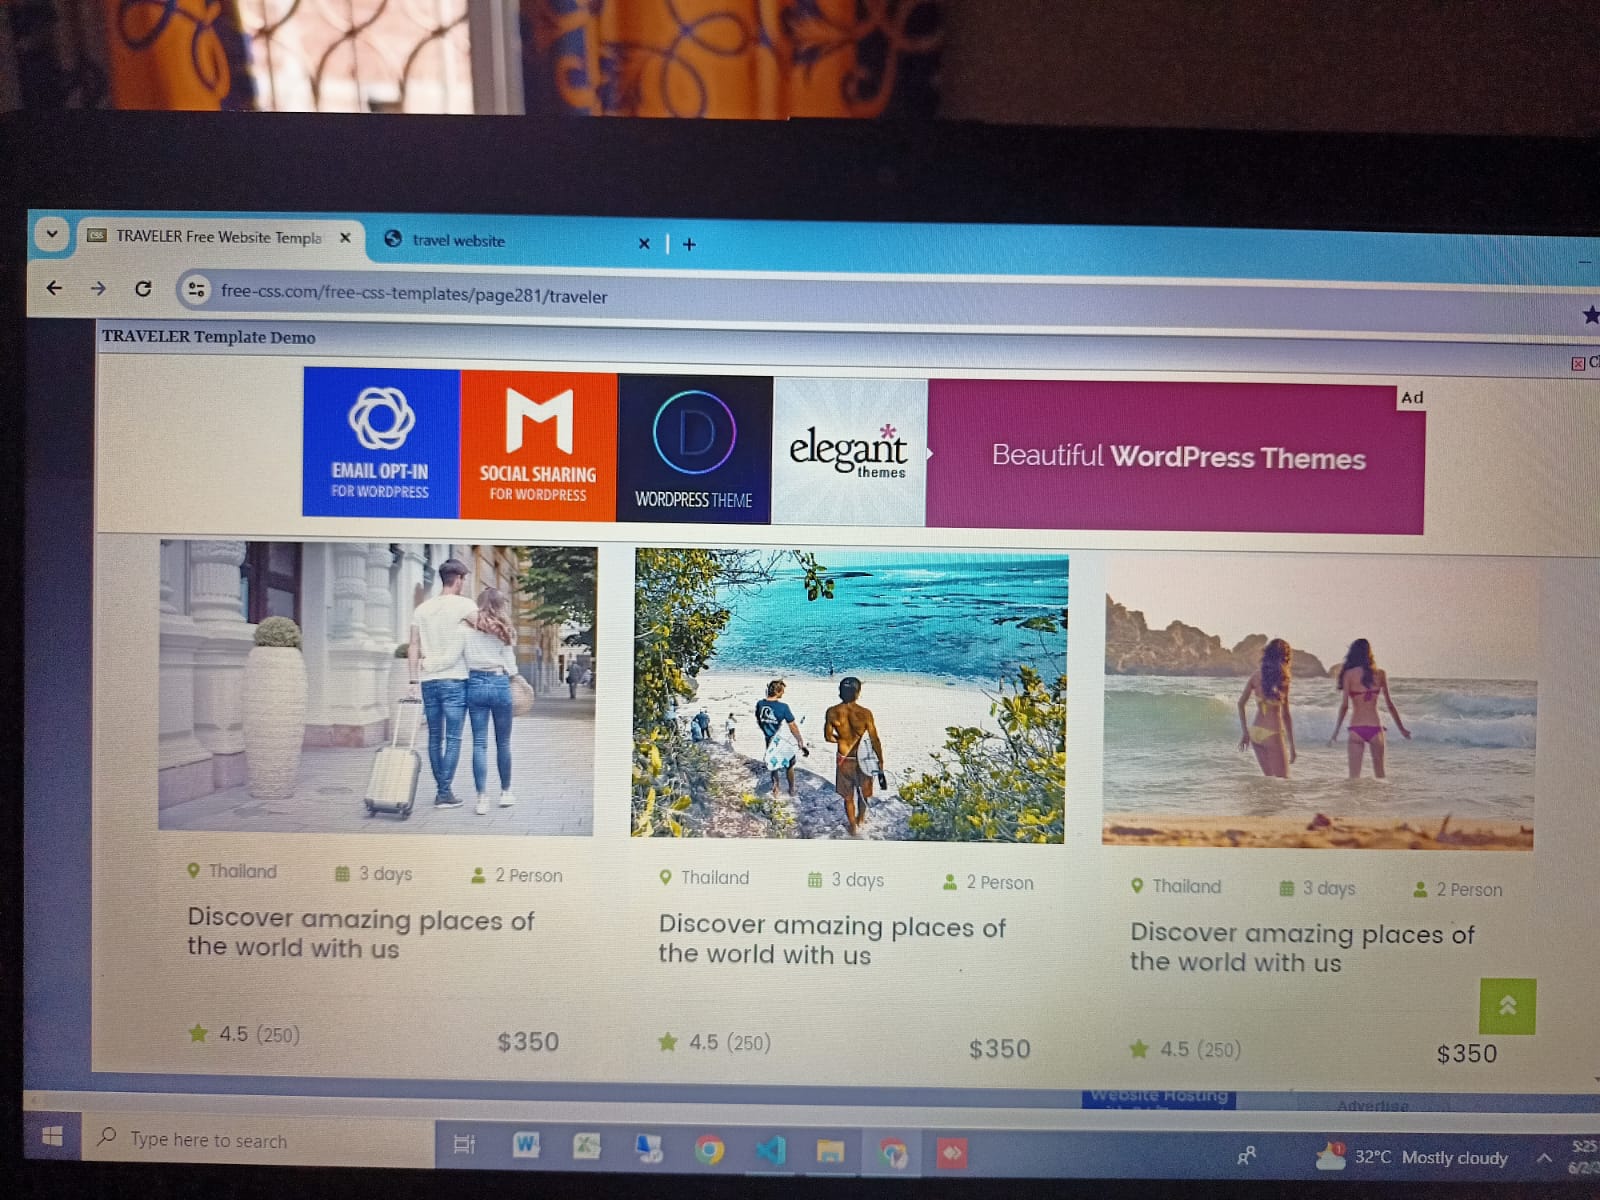 TRAVELER Free Website Templa
travel website
free-css.com/free-css-templates/page281/traveler
TRAVELER Template Demo
EMAIL OPT-IN
FOR WORDPRESS
SOCIAL SHARING
FOR WORDPRESS
D
WORDPRESS THEME
elegant
themes
Beautiful WordPress Themes
Ad
Thailand 3 days 2 Person
Discover amazing places of
the world with us
4.5 (250) $350
Thailand 3 days 2 Person
Discover amazing places of
the world with us
4.5 (250) $350
Thailand 3 days 2 Person
Discover amazing places of
the world with us
4.5 (250) $350
Website Hosting
Advertise
Type here to search
32°C Mostly cloudy
5:25